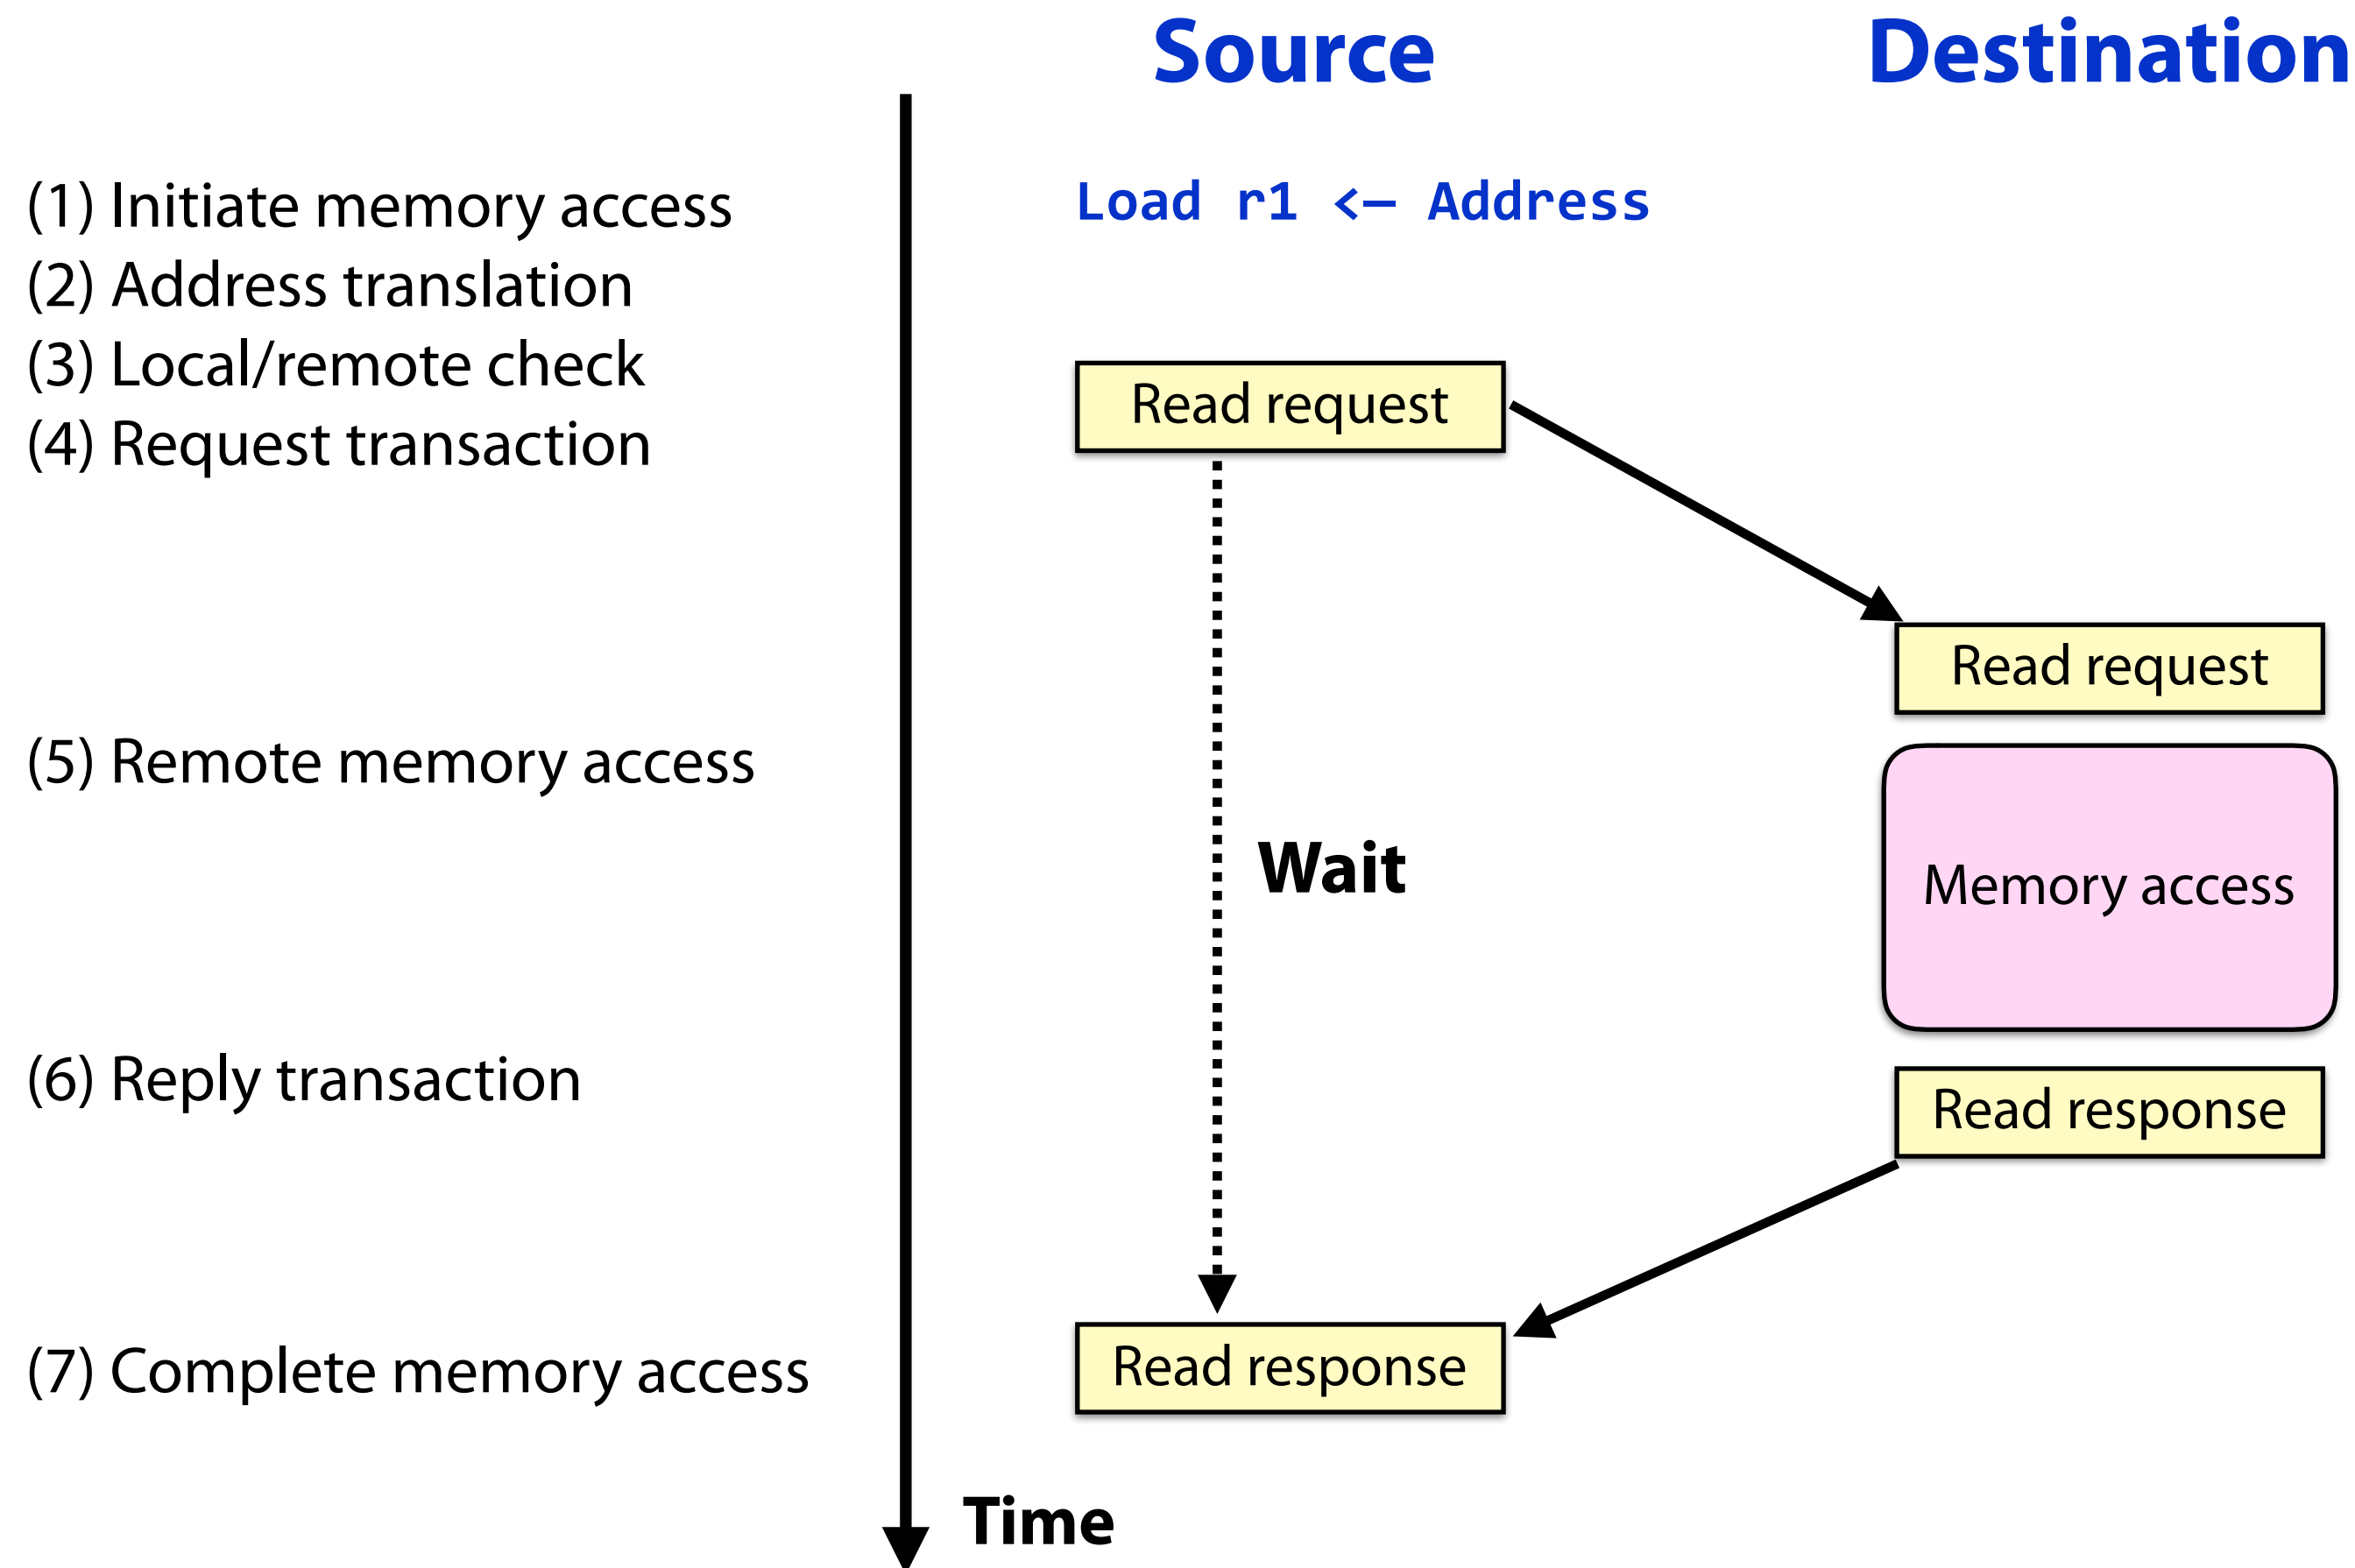 Source
Destination
(1) Initiate memory access
Load r1 <– Address
(2) Address translation
(3) Local/remote check
Read request
(4) Request transaction
Read request
(5) Remote memory access
Wait
Memory access
(6) Reply transaction
Read response
(7) Complete memory access
Read response
Time